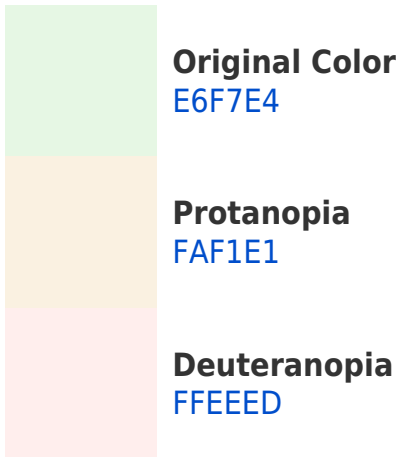 Original Color
E6F7E4
Protanopia
FAF1E1
Deuteranopia
FFEEED